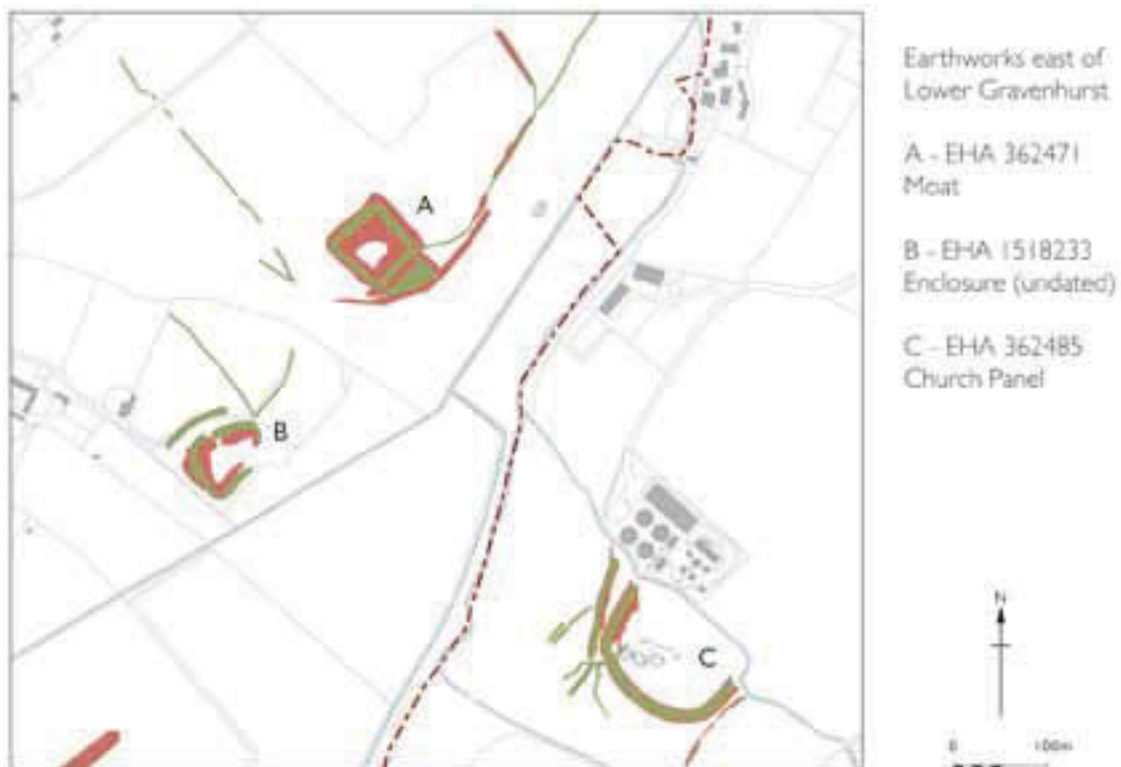 A
B
C
Earthworks east of
Lower Gravenhurst
A - EHA 362471
Moat
B - EHA 1518233
Enclosure (undated)
C - EHA 362485
Church Panel
N
0 100m